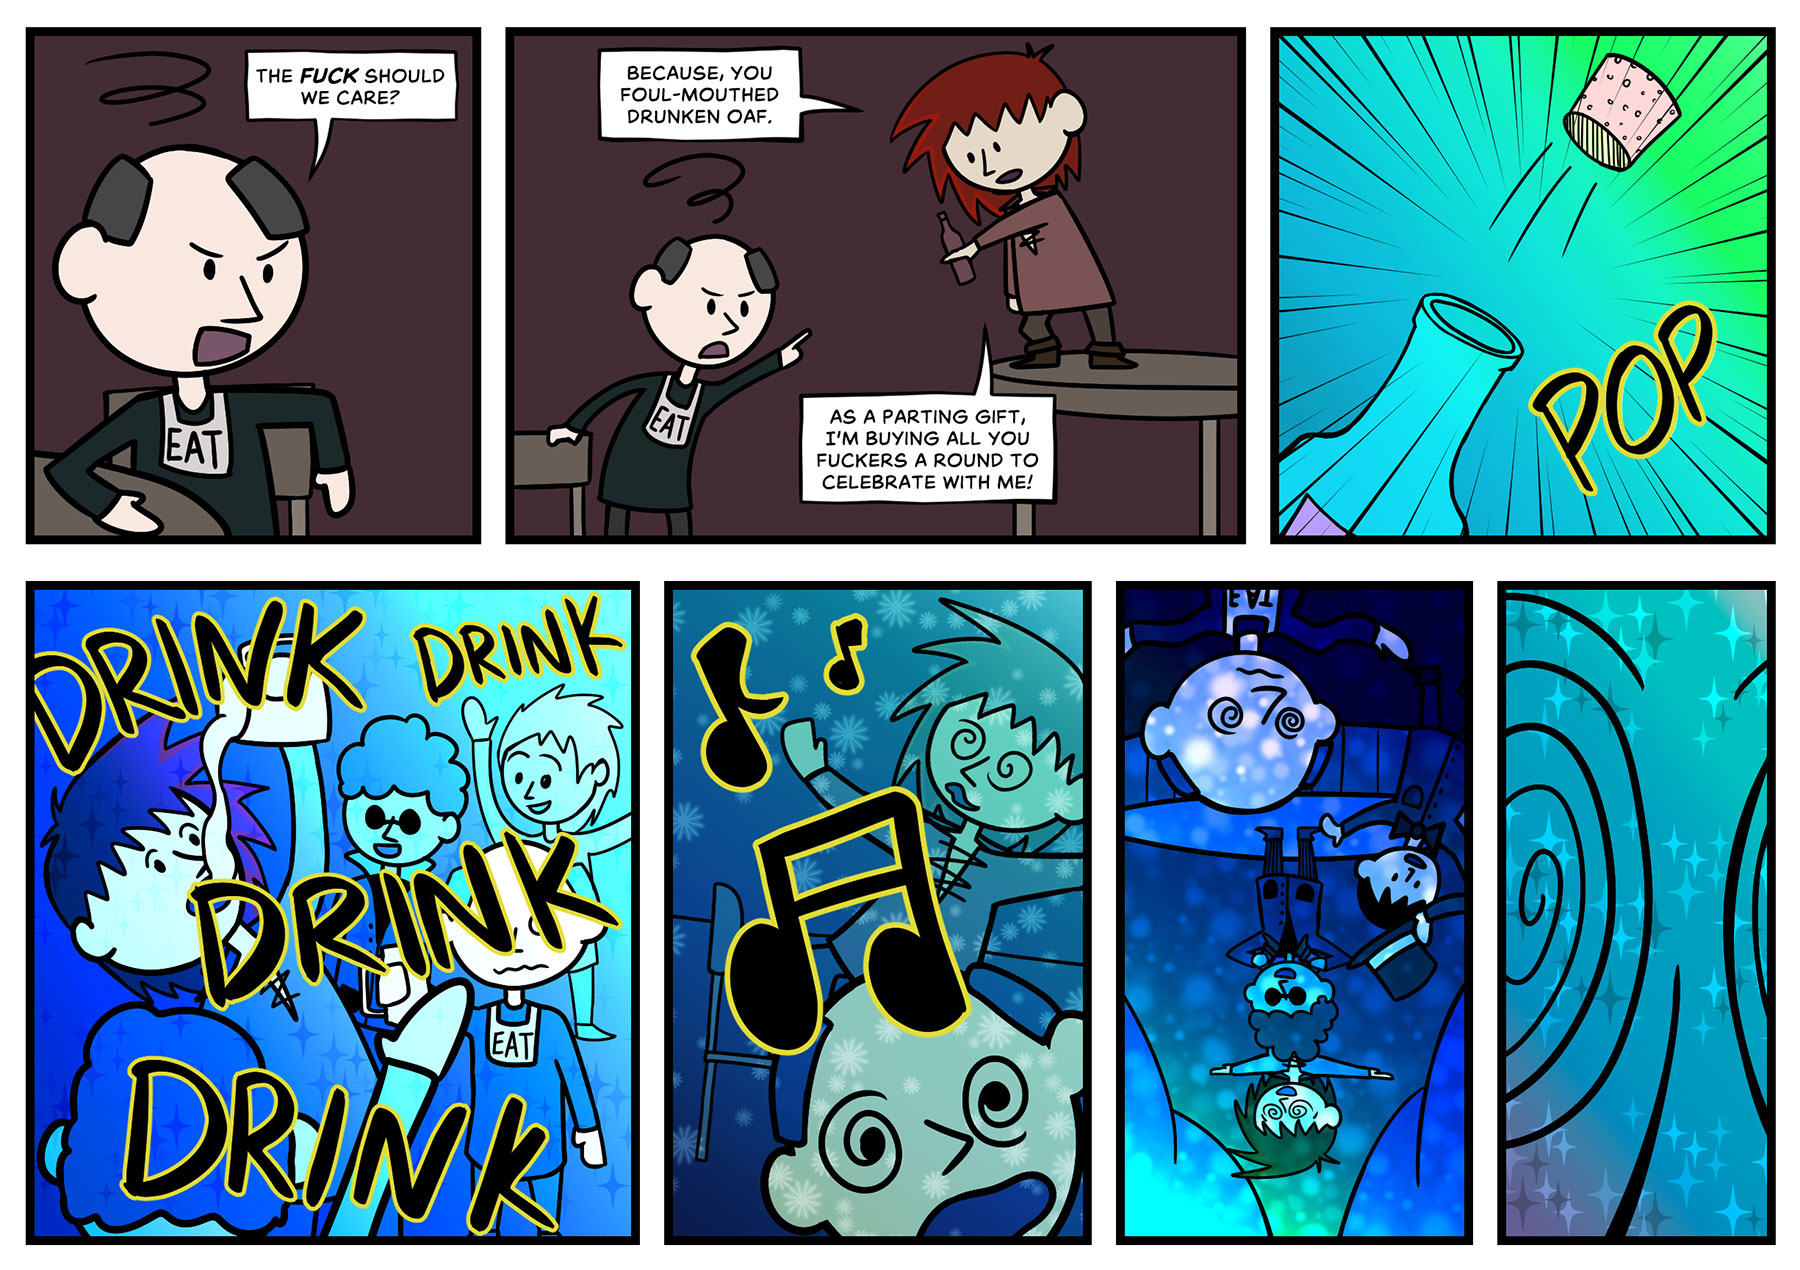 THE FUCK SHOULD
WE CARE?
EAT
BECAUSE, YOU
FOUL-MOUTHED
DRUNKEN OAF.
EAT
AS A PARTING GIFT,
I'M BUYING ALL YOU
FUCKERS A ROUND TO
CELEBRATE WITH ME!
POP
DRINK
DRINK
DRINK
EAT
DRINK
EAT